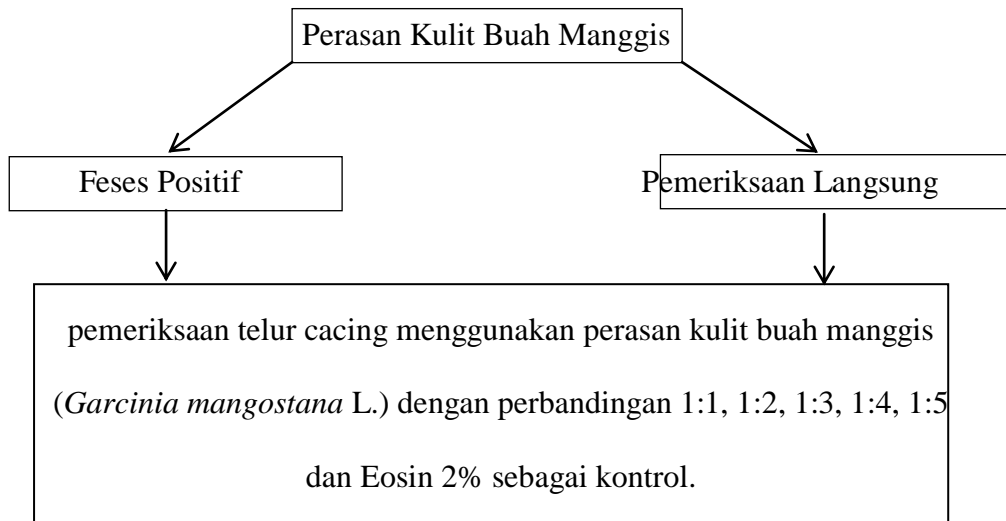 Perasan Kulit Buah Manggis
Feses Positif
Pemeriksaan Langsung
pemeriksaan telur cacing menggunakan perasan kulit buah manggis
(Garcinia mangostana L.) dengan perbandingan 1:1, 1:2, 1:3, 1:4, 1:5
dan Eosin 2% sebagai kontrol.